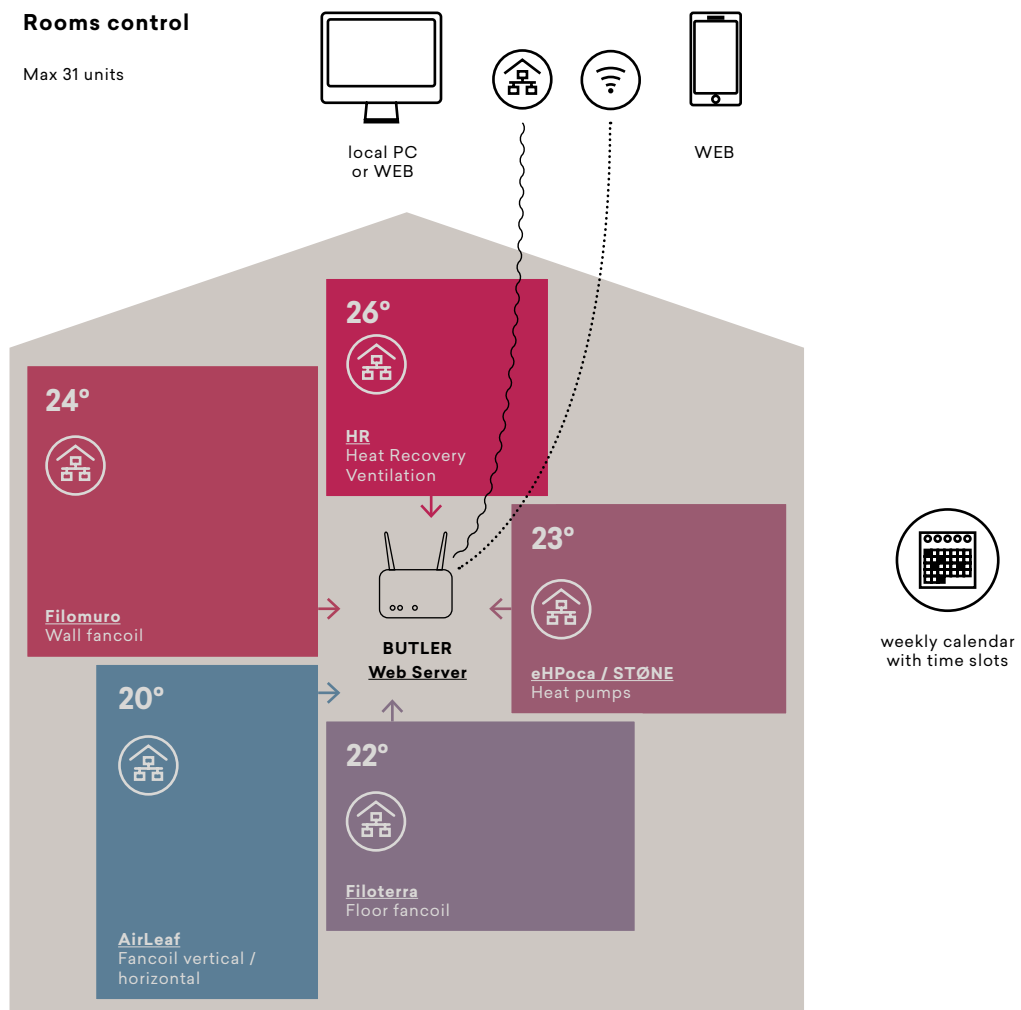 Rooms control
Max 31 units
local PC
or WEB
WEB
26°
HR
Heat Recovery
Ventilation
24°
Filomuro
Wall fancoil
23°
eHPoca / STØNE
Heat pumps
BUTLER
Web Server
20°
AirLeaf
Fancoil vertical /
horizontal
22°
Filoterra
Floor fancoil
weekly calendar
with time slots